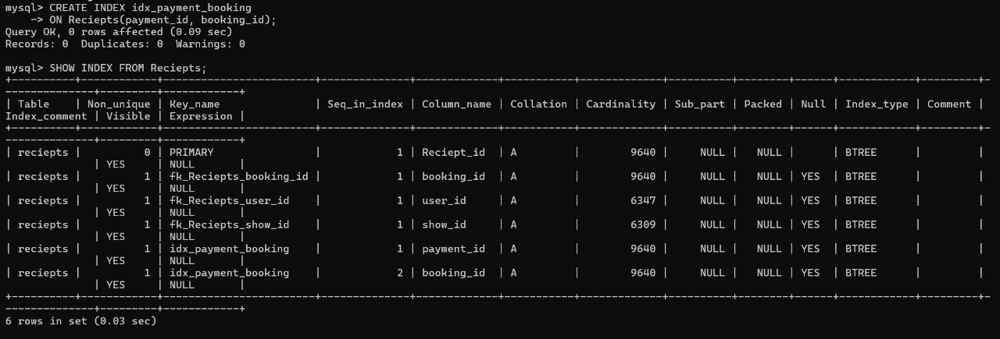 mysql> CREATE INDEX idx_payment_booking
    -> ON Reciepts(payment_id, booking_id);
Query OK, 0 rows affected (0.09 sec)
Records: 0  Duplicates: 0  Warnings: 0

mysql> SHOW INDEX FROM Reciepts;
+----------+------------+------------------------+--------------+-------------+-----------+-------------+----------+--------+------+------------+---------+-
--------------+---------+------------+
| Table    | Non_unique | Key_name               | Seq_in_index | Column_name | Collation | Cardinality | Sub_part | Packed | Null | Index_type | Comment |
Index_comment | Visible | Expression |
+----------+------------+------------------------+--------------+-------------+-----------+-------------+----------+--------+------+------------+---------+-
--------------+---------+------------+
| reciepts |          0 | PRIMARY                |            1 | Reciept_id  | A         |        9640 |     NULL |   NULL |      | BTREE      |         |
              | YES     | NULL       |
| reciepts |          1 | fk_Reciepts_booking_id |            1 | booking_id  | A         |        9640 |     NULL |   NULL | YES  | BTREE      |         |
              | YES     | NULL       |
| reciepts |          1 | fk_Reciepts_user_id    |            1 | user_id     | A         |        6347 |     NULL |   NULL | YES  | BTREE      |         |
              | YES     | NULL       |
| reciepts |          1 | fk_Reciepts_show_id    |            1 | show_id     | A         |        6309 |     NULL |   NULL | YES  | BTREE      |         |
              | YES     | NULL       |
| reciepts |          1 | idx_payment_booking    |            1 | payment_id  | A         |        9640 |     NULL |   NULL | YES  | BTREE      |         |
              | YES     | NULL       |
| reciepts |          1 | idx_payment_booking    |            2 | booking_id  | A         |        9640 |     NULL |   NULL | YES  | BTREE      |         |
              | YES     | NULL       |
+----------+------------+------------------------+--------------+-------------+-----------+-------------+----------+--------+------+------------+---------+-
--------------+---------+------------+
6 rows in set (0.03 sec)